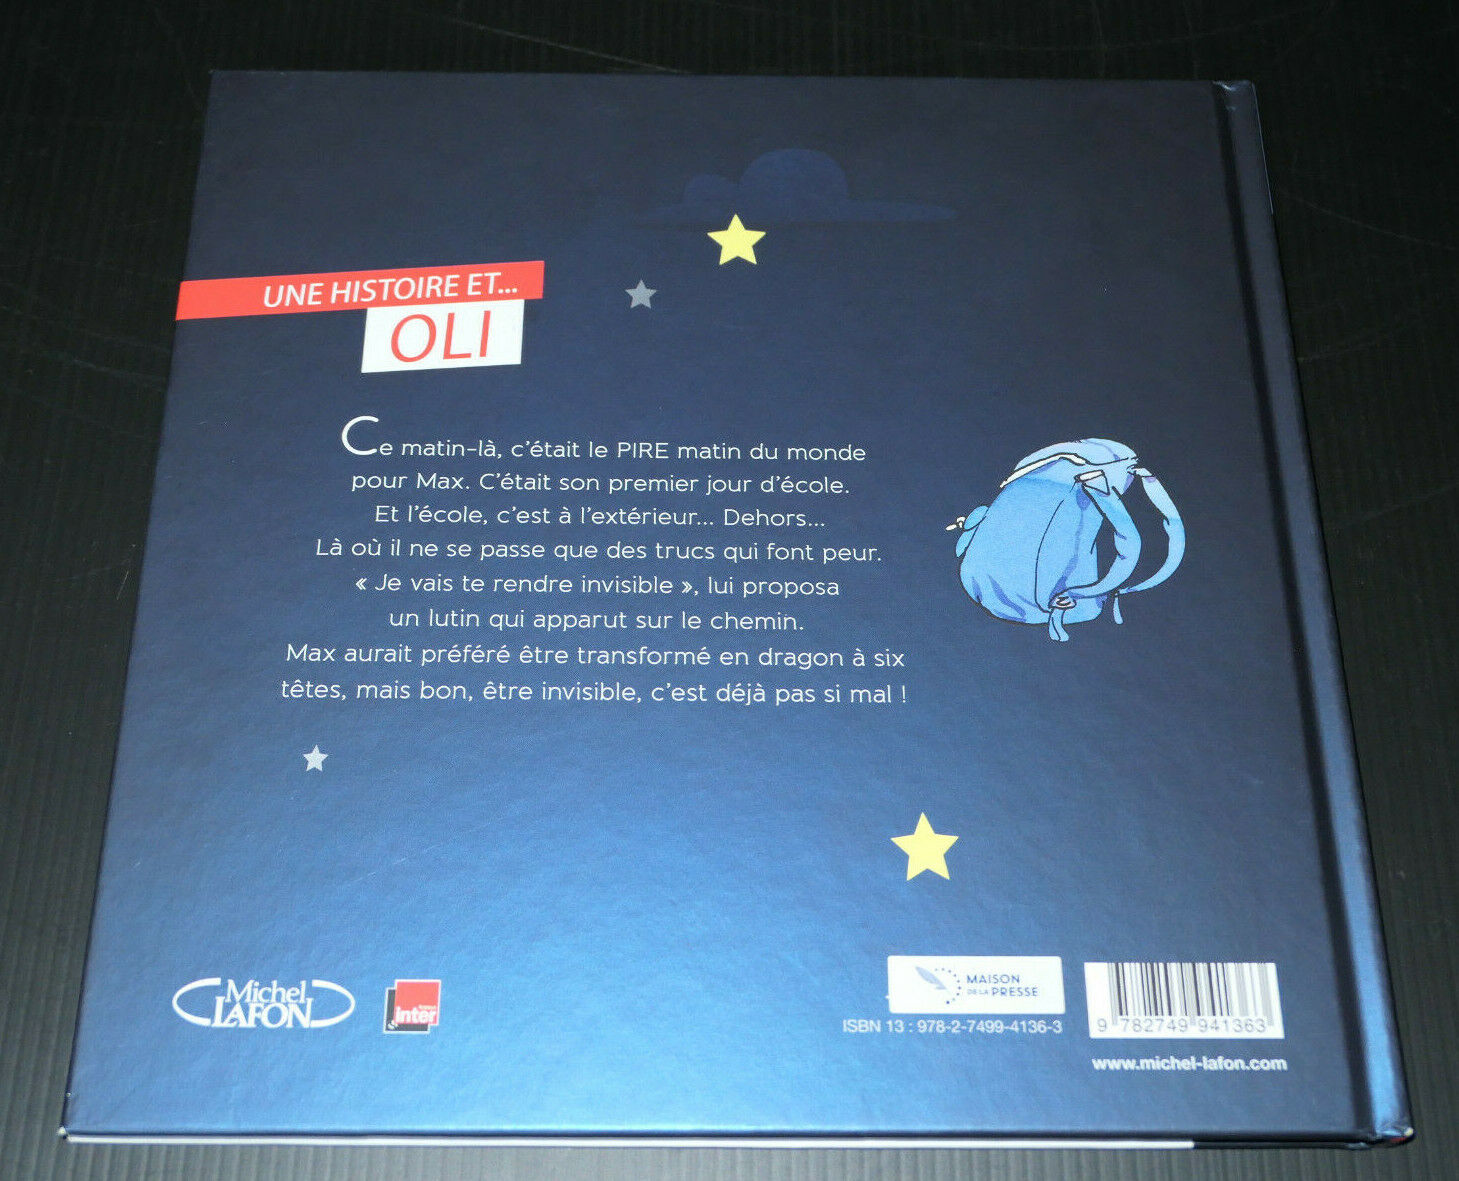 UNE HISTOIRE ET...
OLI
Ce matin-là, c'était le PIRE matin du monde
pour Max. C'était son premier jour d'école.
Et l'école, c'est à l'extérieur... Dehors...
Là où il ne se passe que des trucs qui font peur.
« Je vais te rendre invisible », lui proposa
un lutin qui apparut sur le chemin.
Max aurait préféré être transformé en dragon à six
têtes, mais bon, être invisible, c'est déjà pas si mal !
Michel
LAFON
france
inter
MAISON
DE LA PRESSE
ISBN 13 : 978-2-7499-4136-3
9 782749 941363
www.michel-lafon.com